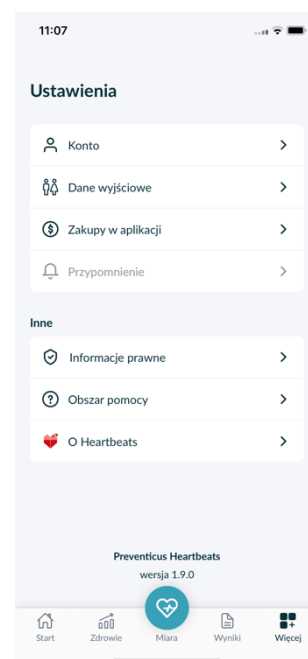 11:07
Ustawienia
Konto
Dane wyjściowe
Zakupy w aplikacji
Przypomnienie
Inne
Informacje prawne
Obszar pomocy
O Heartbeats
Preventicus Heartbeats
wersja 1.9.0
Start Zdrowie Miara Wyniki Więcej